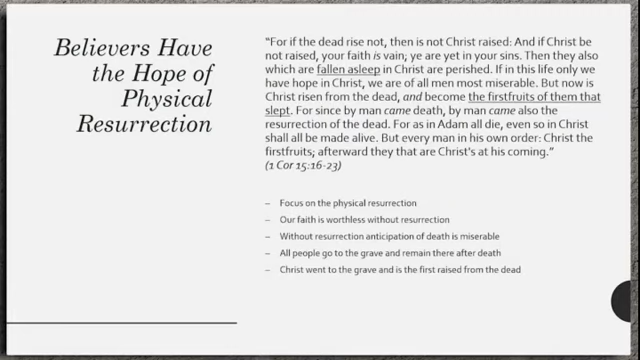 Believers Have
the Hope of
Physical
Resurrection
“For if the dead rise not, then is not Christ raised: And if Christ be
not raised, your faith is vain; ye are yet in your sins. Then they also
which are fallen asleep in Christ are perished. If in this life only we
have hope in Christ, we are of all men most miserable. But now is
Christ risen from the dead, and become the firstfruits of them that
slept. For since by man came death, by man came also the
resurrection of the dead. For as in Adam all die, even so in Christ
shall all be made alive. But every man in his own order: Christ the
firstfruits; afterward they that are Christ's at his coming.”
(1 Cor 15:16-23)
– Focus on the physical resurrection
– Our faith is worthless without resurrection
– Without resurrection anticipation of death is miserable
– All people go to the grave and remain there after death
– Christ went to the grave and is the first raised from the dead